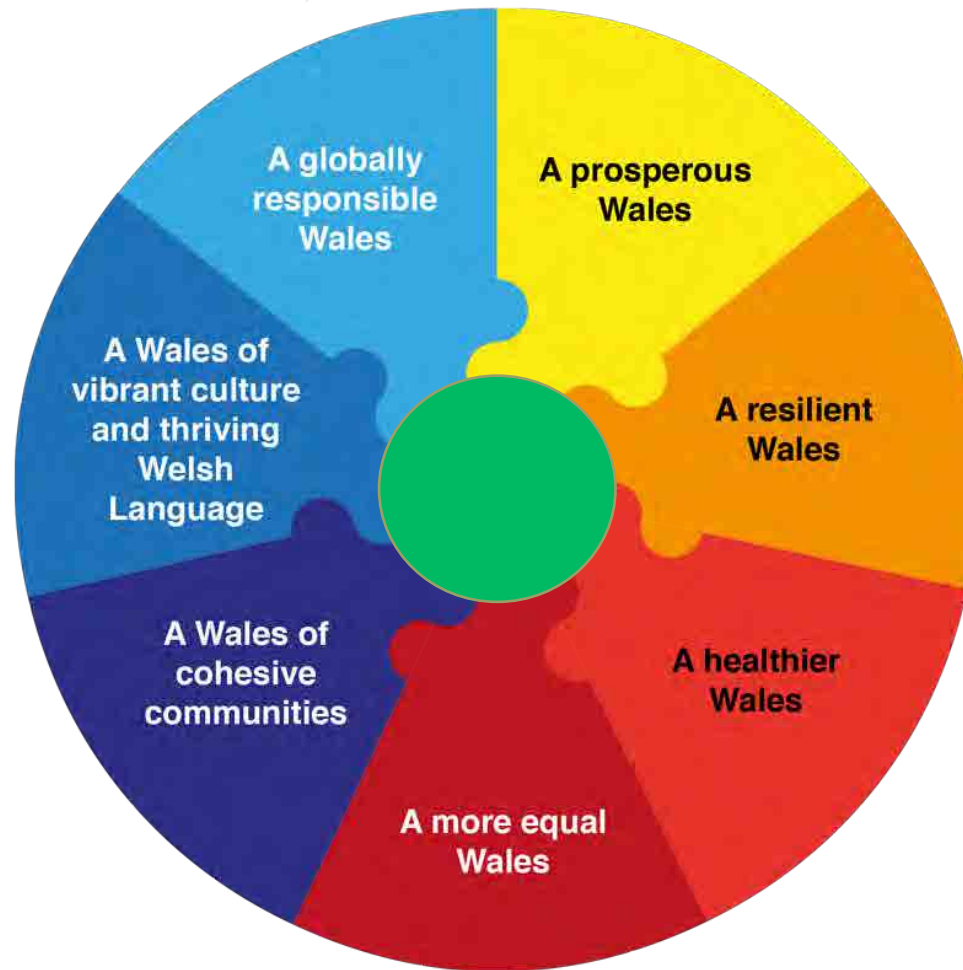 A prosperous
Wales
A resilient
Wales
A healthier
Wales
A more equal
Wales
A Wales of
cohesive
communities
A Wales of
vibrant culture
and thriving
Welsh
Language
A globally
responsible
Wales